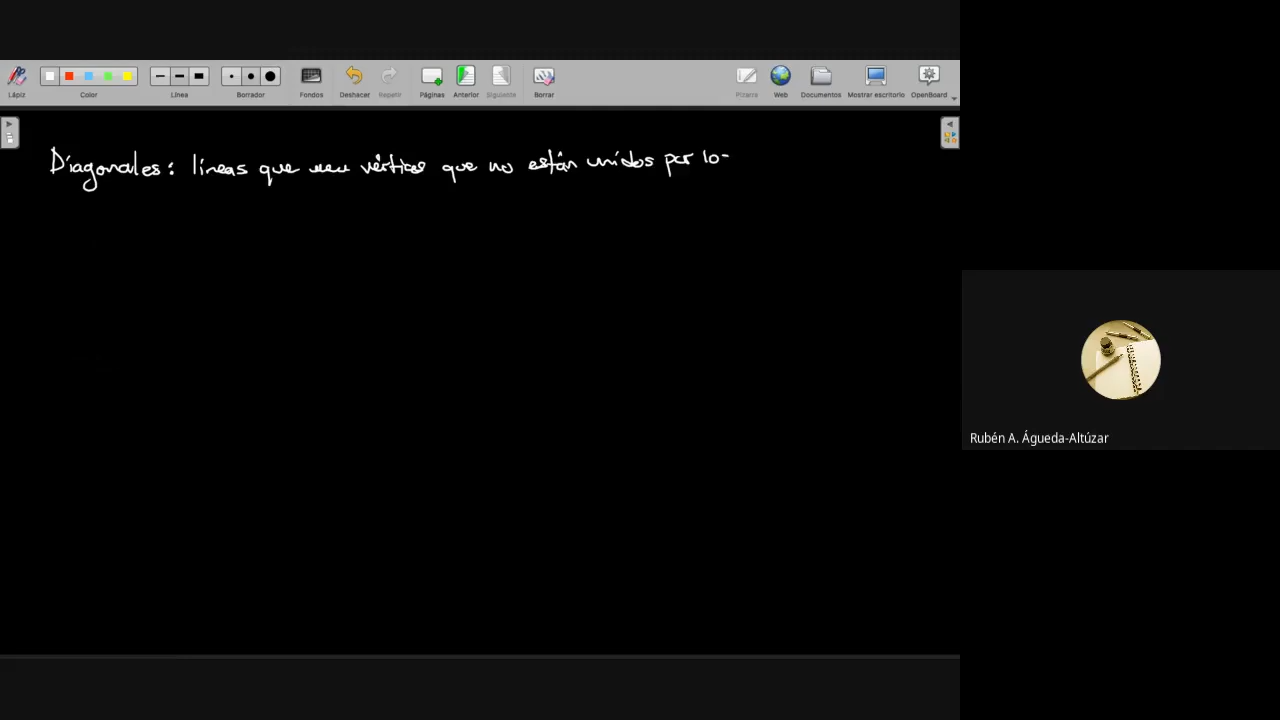 Lápiz Color Línea Borrador Fondos Deshacer Repetir Páginas Anterior Siguiente Borrar Pizarra Web Documentos Mostrar escritorio OpenBoard
Diagonales: líneas que unen vértices que no están unidos por lo
Rubén A. Águeda-Altúzar